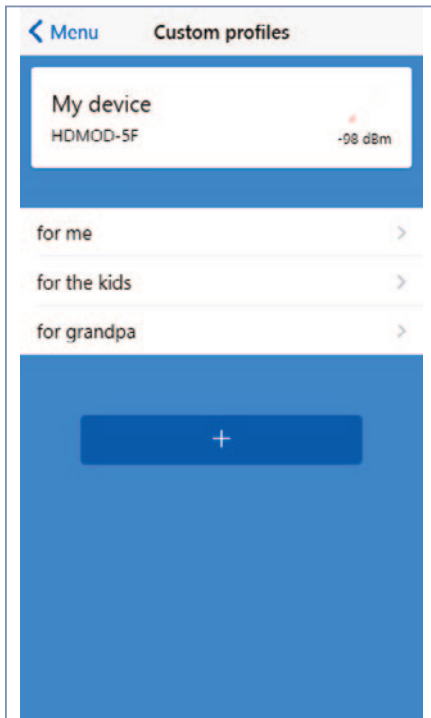 Menu Custom profiles
My device
HDMOD-5F
-98 dBm
for me
for the kids
for grandpa
+